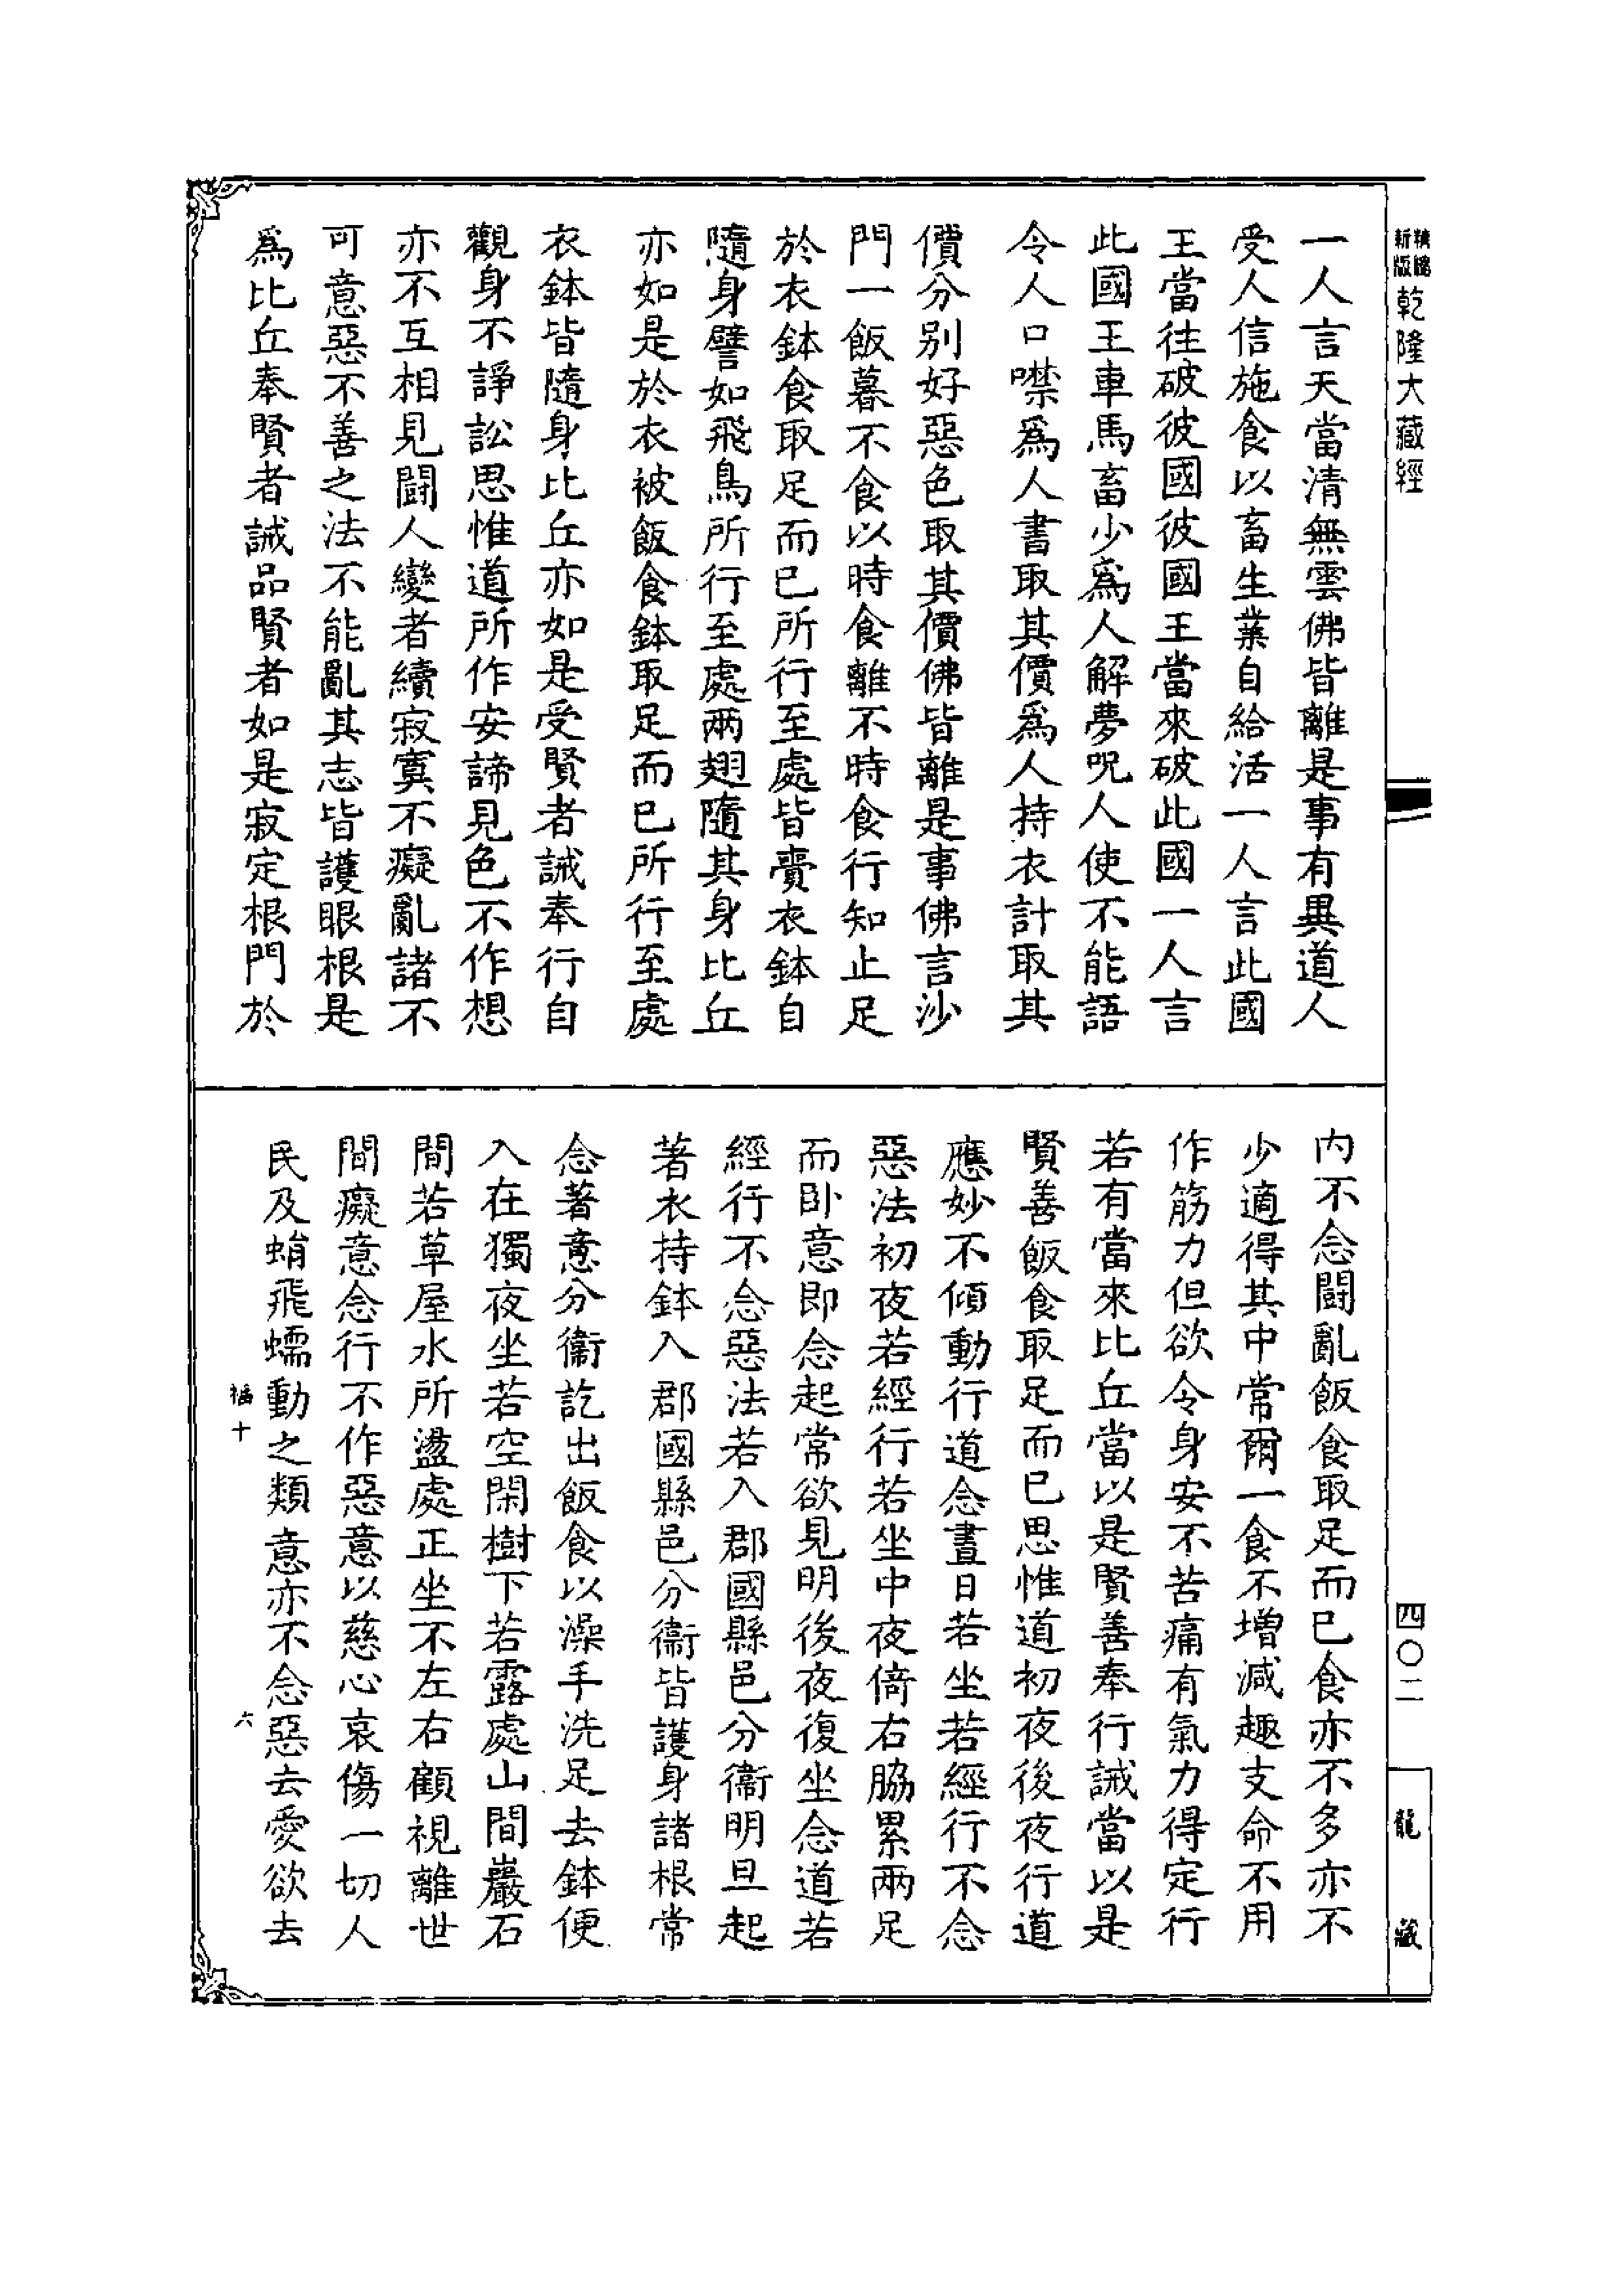 精縮新版乾隆大藏經
一人言天當清無雲佛皆離是事有異道人
受人信施食以畜生業自給活一人言此國
王當往破彼國彼國王當來破此國一人言
此國王車馬畜少爲人解夢呪人使不能語
令人口噤爲人書取其價爲人持衣計取其
價分別好惡色取其價佛皆離是事佛言沙
門一飯暮不食以時食離不時食行知止足
於衣鉢食取足而已所行至處皆賷衣鉢自
隨身譬如飛鳥所行至處兩翅隨其身比丘
亦如是於衣被飯食鉢取足而已所行至處
衣鉢皆隨身比丘亦如是受賢者誡奉行自
觀身不諍訟思惟道所作安諦見色不作想
亦不互相見鬬人變者續寂寞不癡亂諸不
可意惡不善之法不能亂其志皆護眼根是
爲比丘奉賢者誡品賢者如是寂定根門於
內不念鬬亂飯食取足而已食亦不多亦不
少適得其中常爾一食不增減趣支命不用
作筋力但欲令身安不苦痛有氣力得定行
若有當來比丘當以是賢善奉行誡當以是
賢善飯食取足而已思惟道初夜後夜行道
應妙不傾動行道念晝日若坐若經行不念
惡法初夜若經行若坐中夜倚右脇累兩足
而卧意即念起常欲見明後夜復坐念道若
經行不念惡法若入郡國縣邑分衞明旦起
著衣持鉢入郡國縣邑分衞皆護身諸根常
念著意分衞訖出飯食以澡手洗足去鉢便
入在獨夜坐若空閑樹下若露處山間巖石
間若草屋水所盪處正坐不左右顧視離世
間癡意念行不作惡意以慈心哀傷一切人
民及蜎飛蠕動之類意亦不念惡去愛欲去
福十
六
四〇二
龍藏